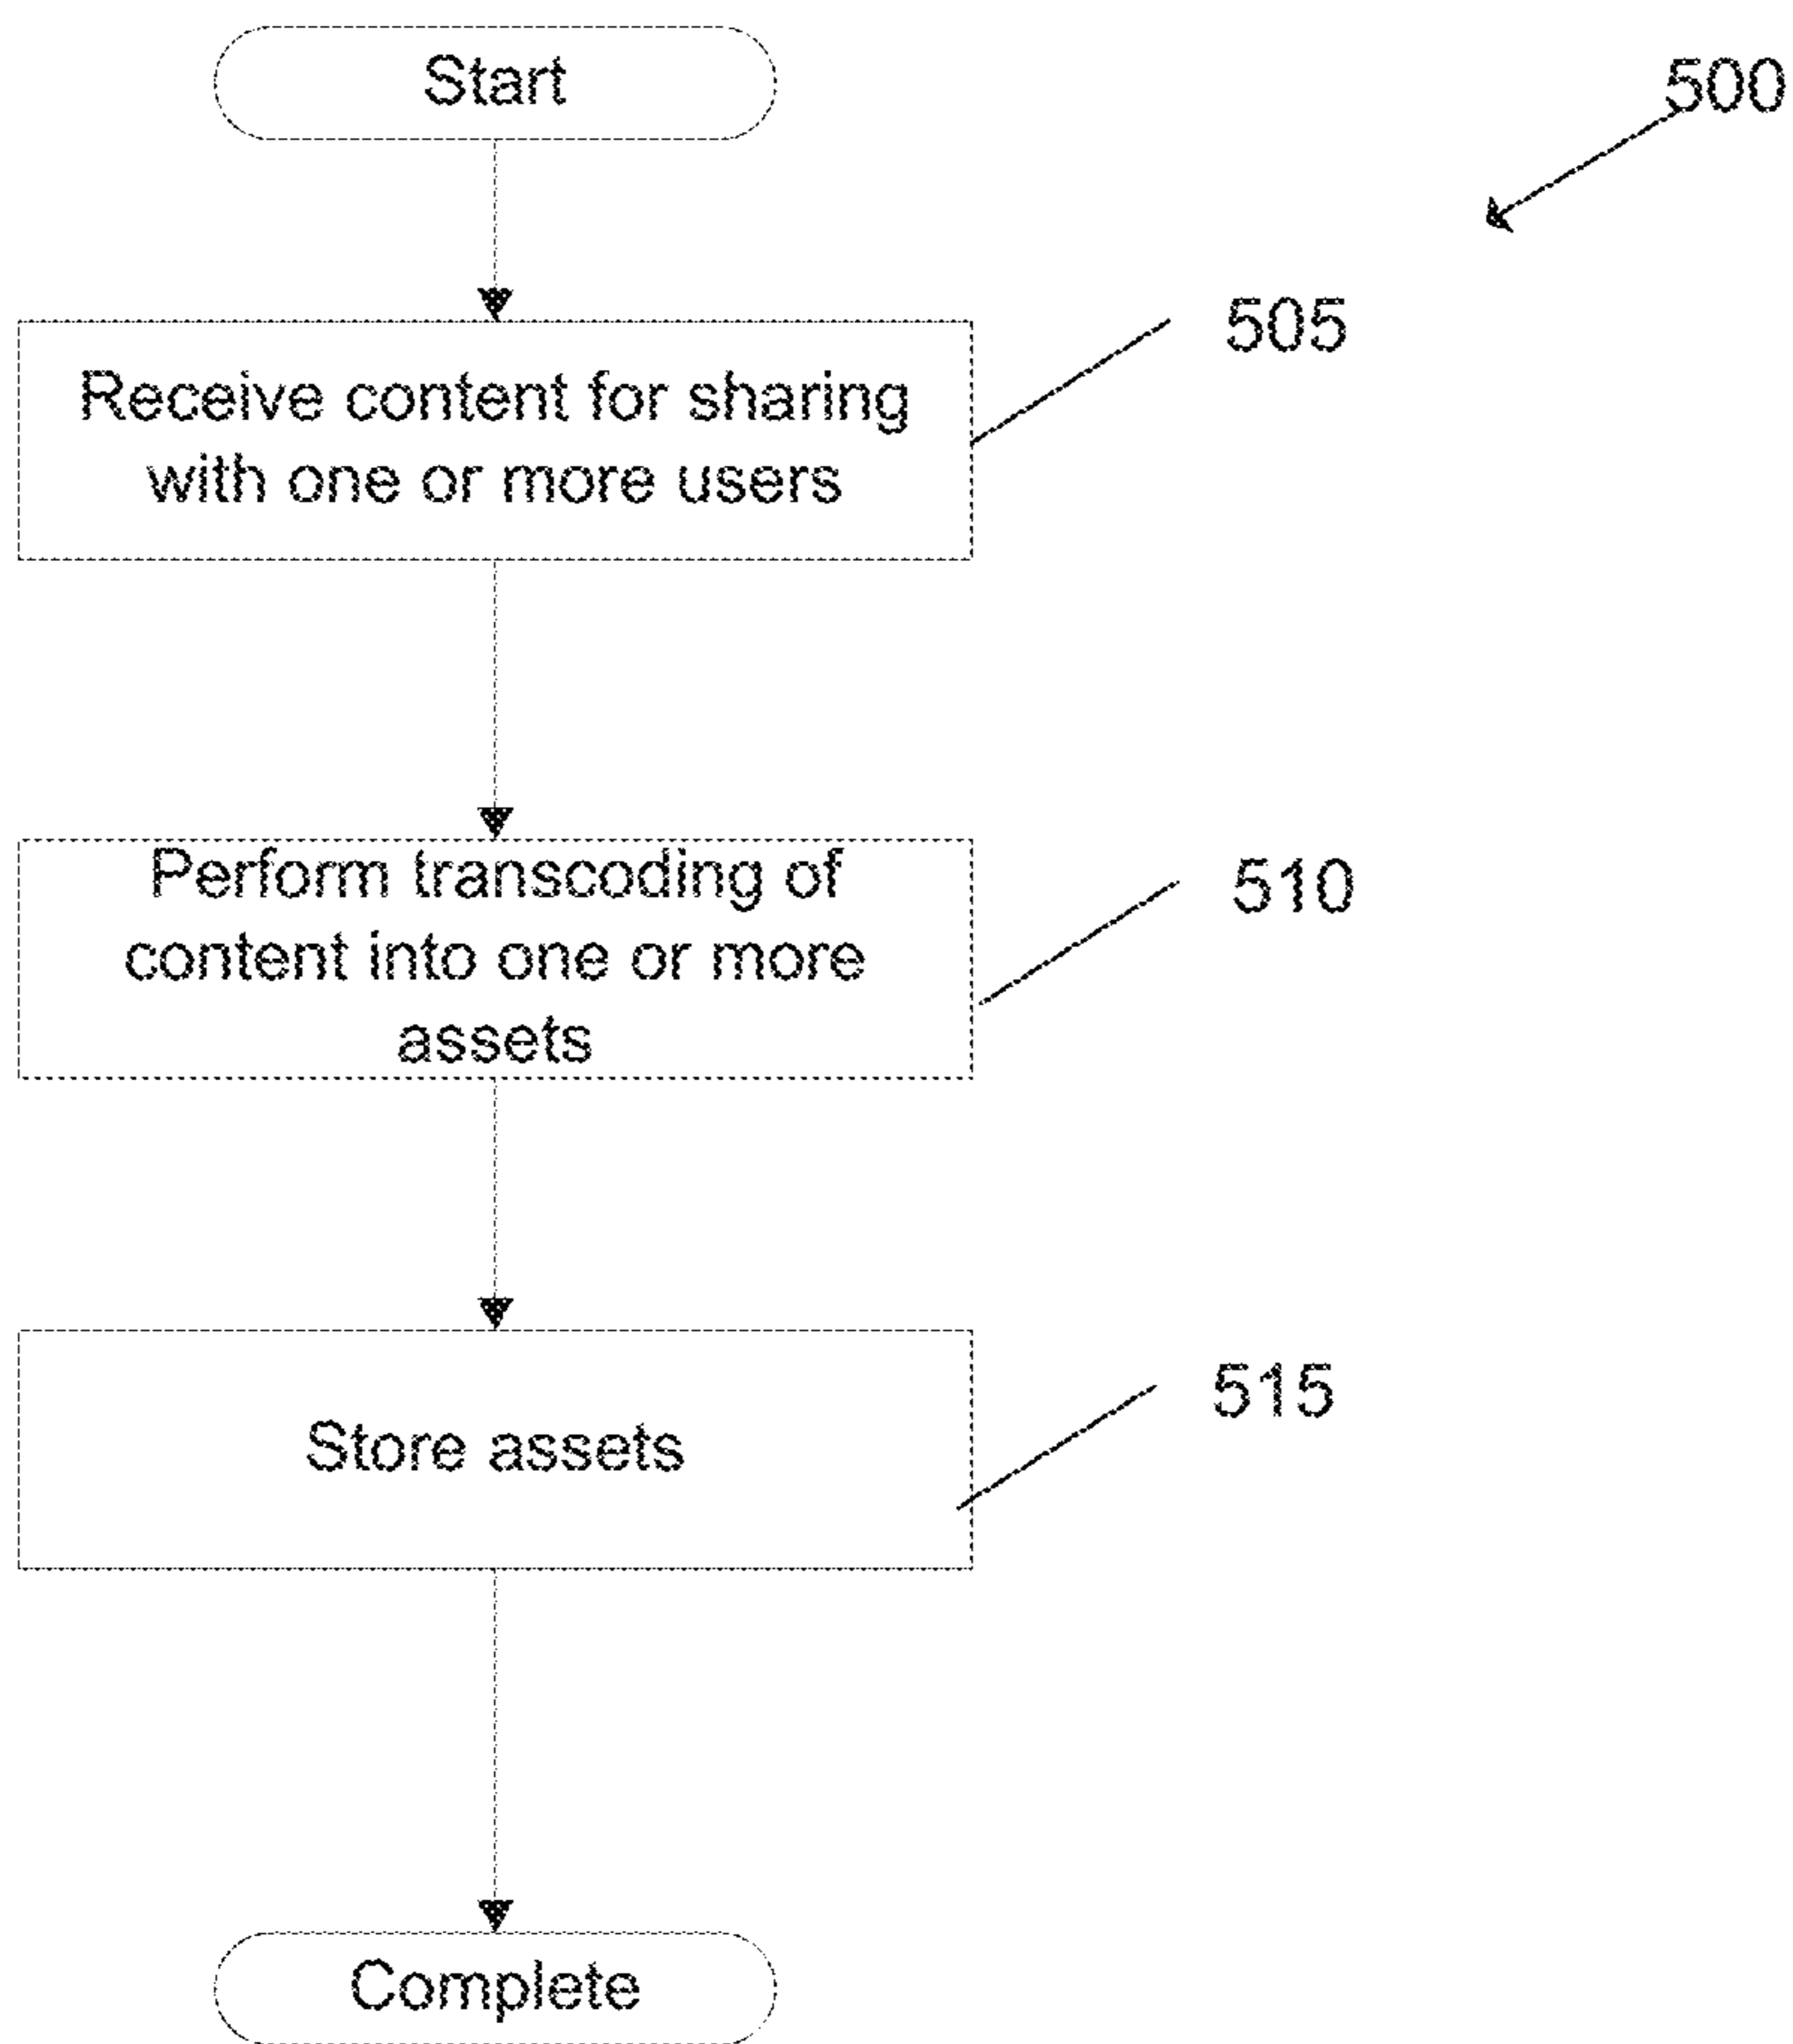 Start
500
505
Receive content for sharing
with one or more users
510
Perform transcoding of
content into one or more
assets
515
Store assets
Complete